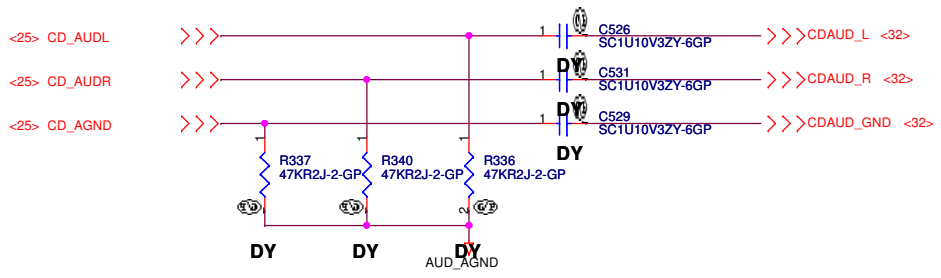 <25> CD_AUDL
1
C526
SC1U10V3ZY-6GP
CDAUD_L <32>
DY
<25> CD_AUDR
1
C531
SC1U10V3ZY-6GP
CDAUD_R <32>
DY
<25> CD_AGND
1
C529
SC1U10V3ZY-6GP
CDAUD_GND <32>
DY
1
R337
47KR2J-2-GP
1
R340
47KR2J-2-GP
1
R336
47KR2J-2-GP
2
DY
DY
DY
AUD_AGND